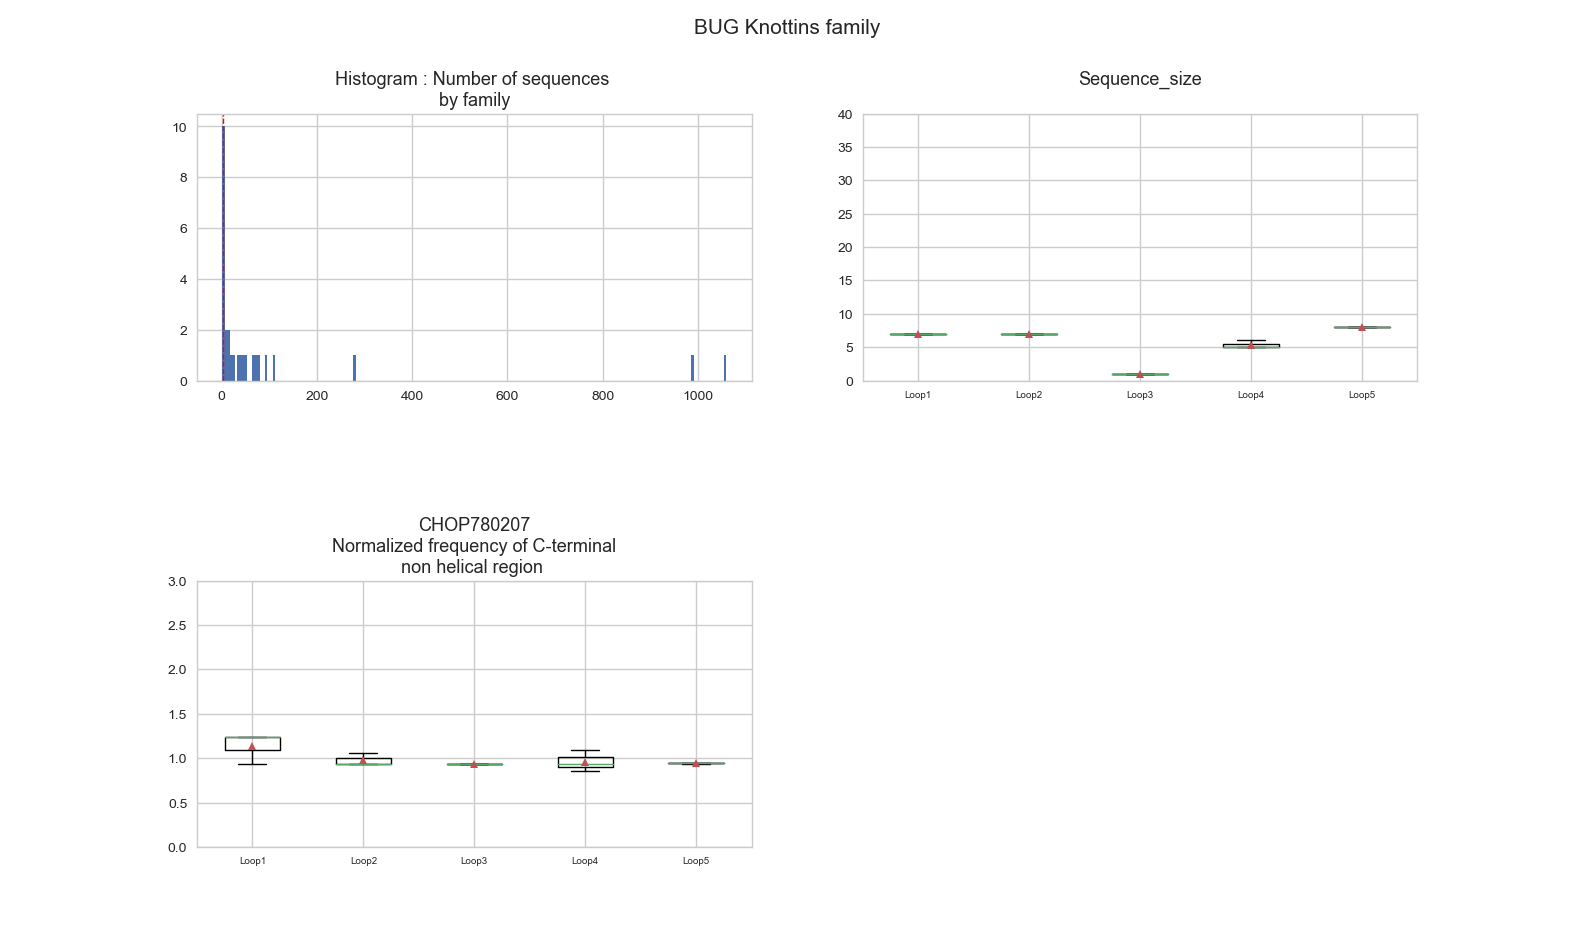 BUG Knottins family
Histogram : Number of sequences
by family
10
8
6
4
2
0
0 200 400 600 800 1000
Sequence_size
40
35
30
25
20
15
10
5
0
Loop1 Loop2 Loop3 Loop4 Loop5
CHOP780207
Normalized frequency of C-terminal
non helical region
3.0
2.5
2.0
1.5
1.0
0.5
0.0
Loop1 Loop2 Loop3 Loop4 Loop5